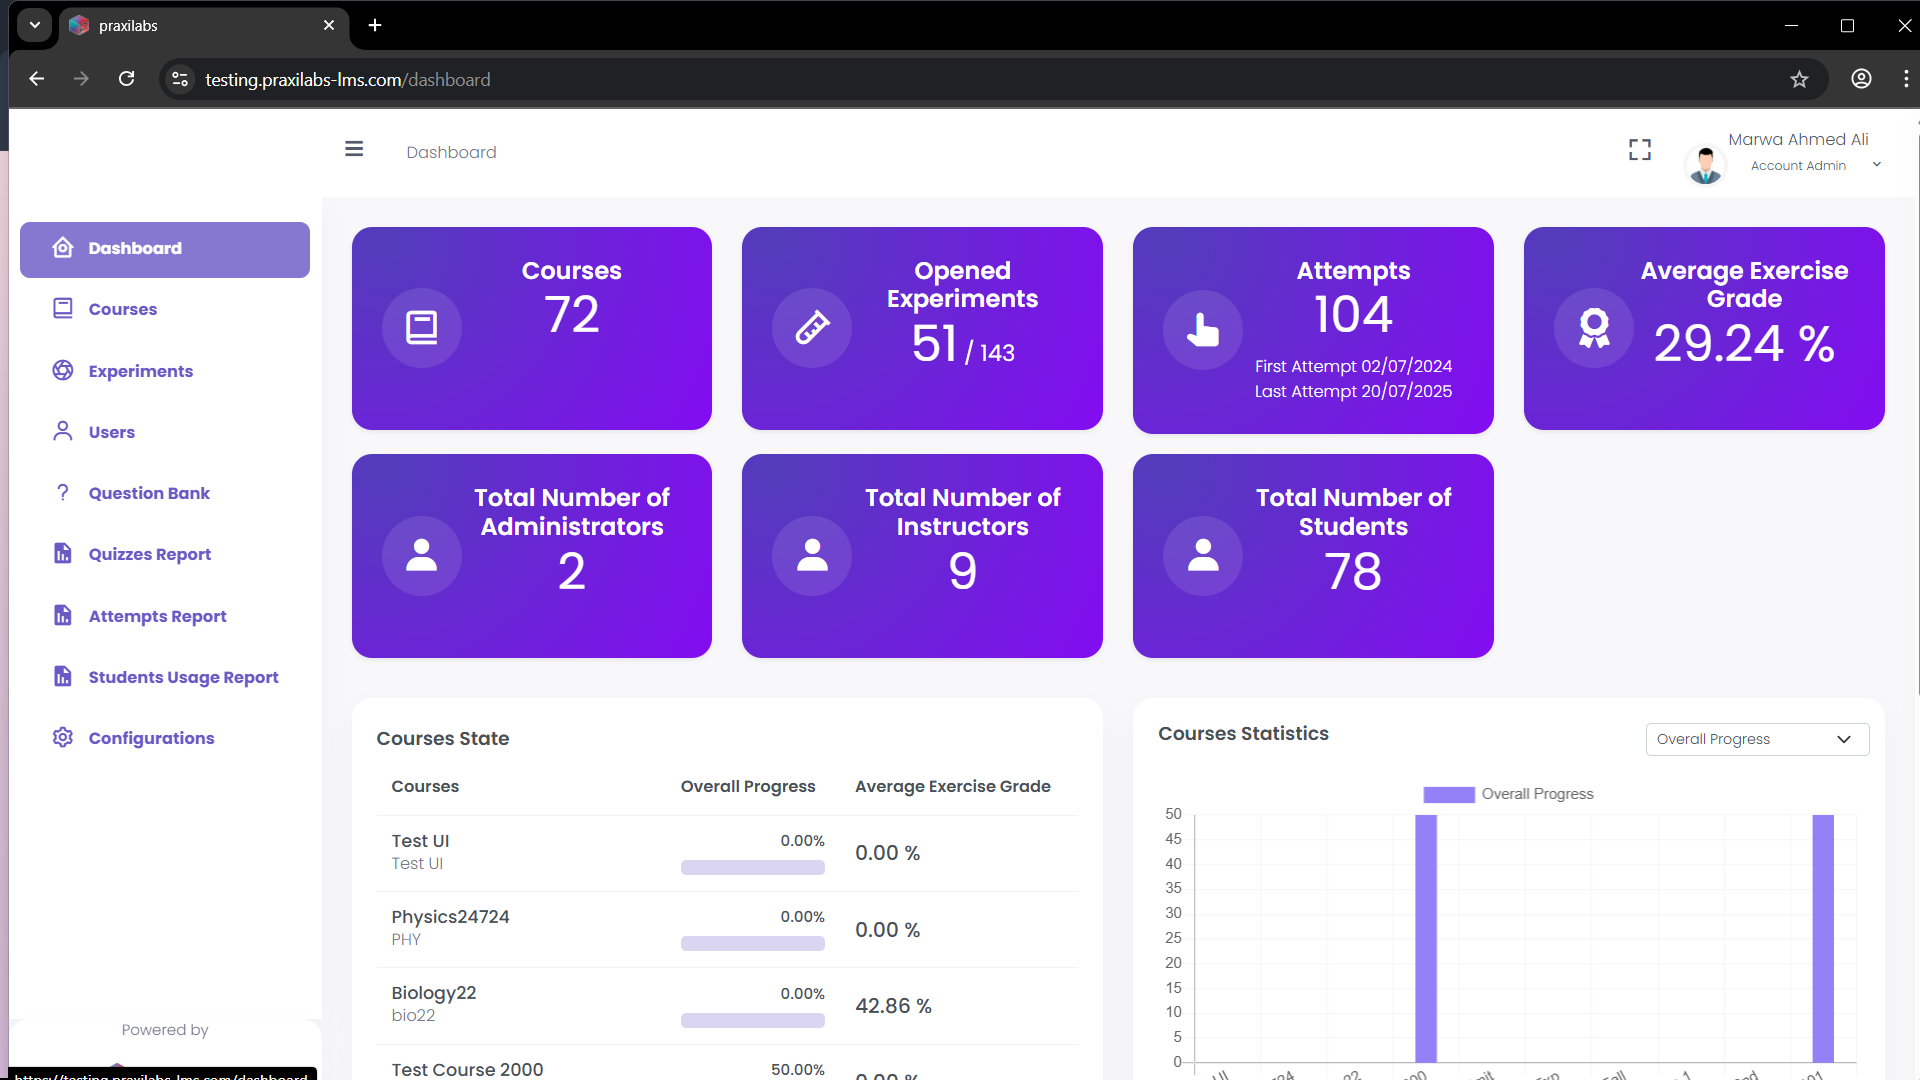 praxilabs
testing.praxilabs-lms.com/dashboard
Dashboard
Marwa Ahmed Ali
Account Admin
Dashboard
Courses
Experiments
Users
Question Bank
Quizzes Report
Attempts Report
Students Usage Report
Configurations
Powered by
https://testing.praxilabs-lms.com/dashboard
Courses
72
Opened
Experiments
51 / 143
Attempts
104
First Attempt 02/07/2024
Last Attempt 20/07/2025
Average Exercise
Grade
29.24 %
Total Number of
Administrators
2
Total Number of
Instructors
9
Total Number of
Students
78
Courses State
Courses Overall Progress Average Exercise Grade
Test UI
Test UI
0.00%
0.00 %
Physics24724
PHY
0.00%
0.00 %
Biology22
bio22
0.00%
42.86 %
Test Course 2000
50.00%
0.00 %
Courses Statistics
Overall Progress
Overall Progress
50
45
40
35
30
25
20
15
10
5
0